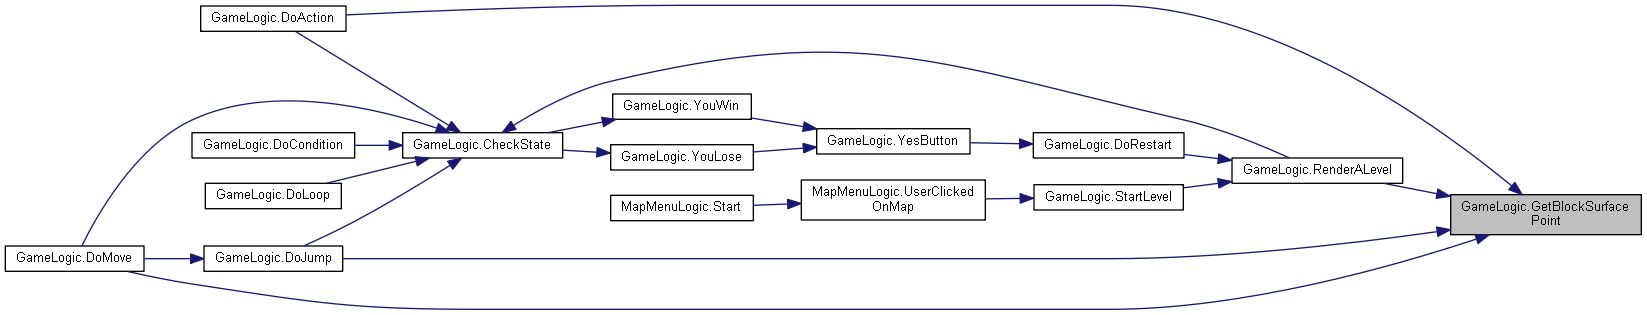 GameLogic.DoAction
GameLogic.YouWin
GameLogic.DoCondition
GameLogic.CheckState
GameLogic.YouLose
GameLogic.YesButton
GameLogic.DoRestart
GameLogic.RenderALevel
GameLogic.DoLoop
MapMenuLogic.Start
MapMenuLogic.UserClicked
OnMap
GameLogic.StartLevel
GameLogic.GetBlockSurface
Point
GameLogic.DoMove
GameLogic.DoJump